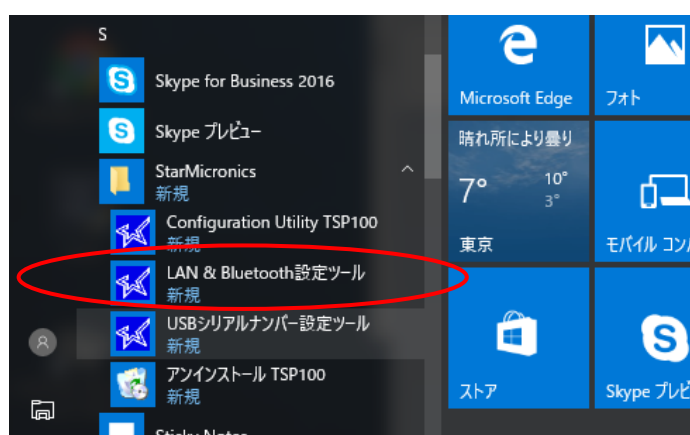 S
Skype for Business 2016
Skype プレビュー
StarMicronics
新規
Configuration Utility TSP100
新規
LAN & Bluetooth設定ツール
新規
USBシリアルナンバー設定ツール
新規
アンインストール TSP100
新規
Sticky Notes
Microsoft Edge
フォト
晴れ所により曇り
7°
10°
3°
東京
モバイル コン
ストア
Skype プレビ